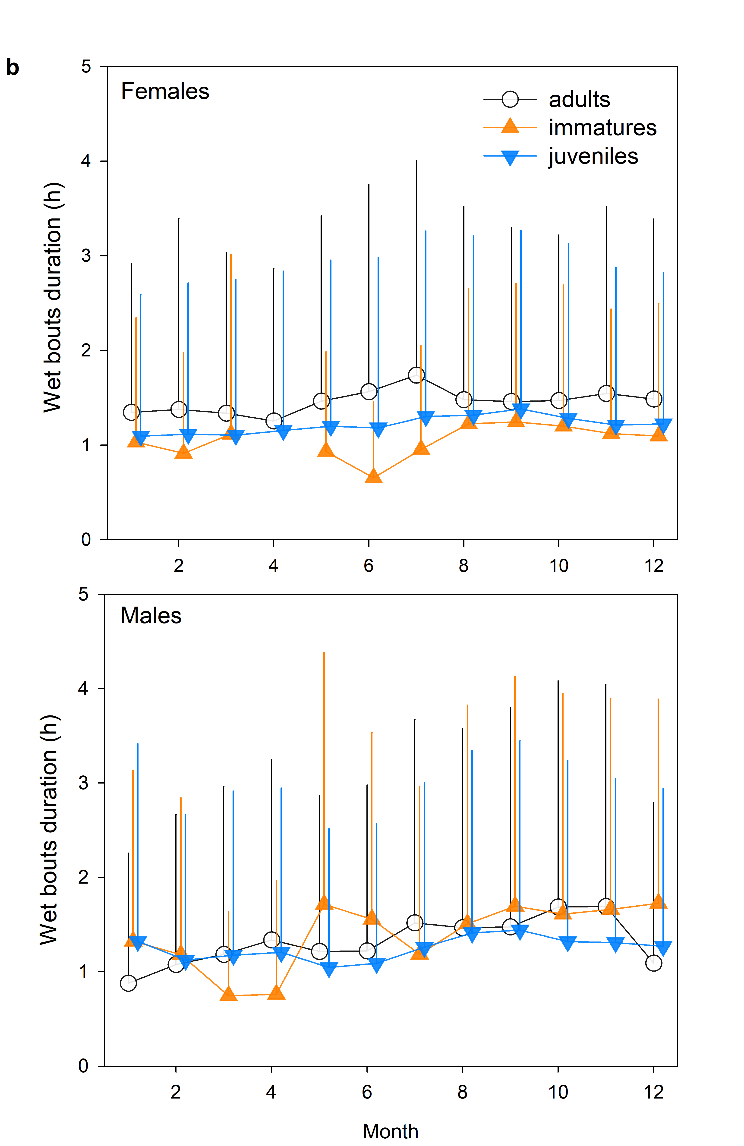 b
Females
adults
immatures
juveniles
Wet bouts duration (h)
5
4
3
2
1
0
2 4 6 8 10 12
Males
Wet bouts duration (h)
5
4
3
2
1
0
2 4 6 8 10 12
Month